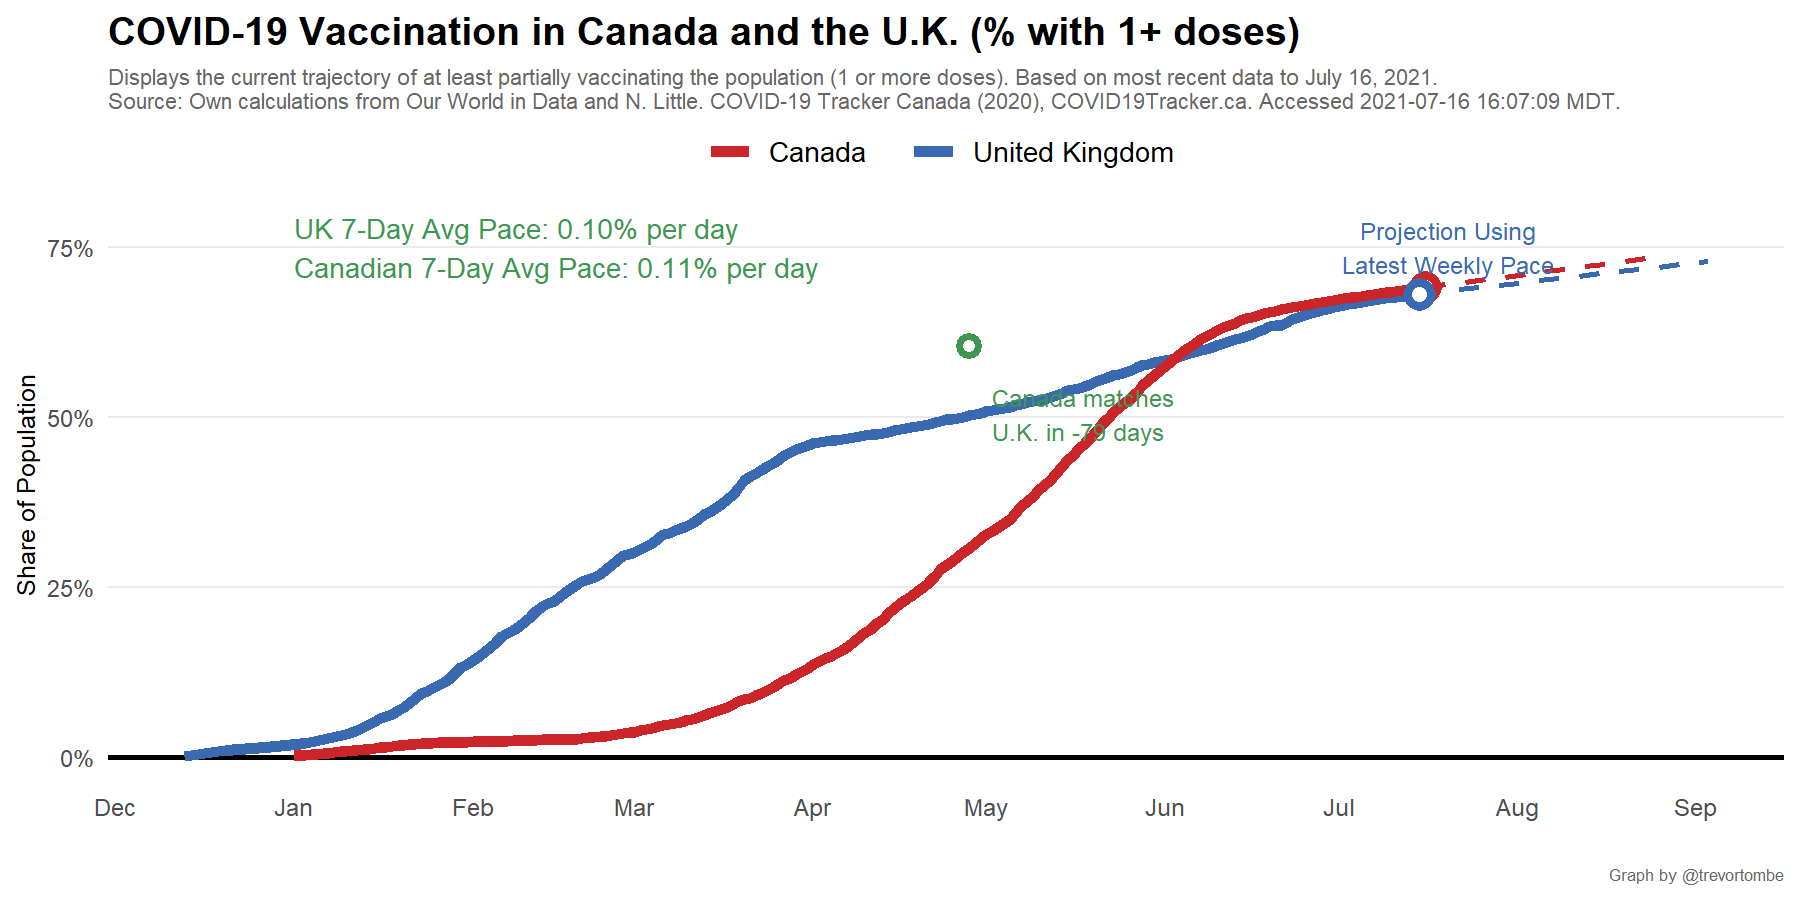 COVID-19 Vaccination in Canada and the U.K. (% with 1+ doses)
Displays the current trajectory of at least partially vaccinating the population (1 or more doses). Based on most recent data to July 16, 2021.
Source: Own calculations from Our World in Data and N. Little. COVID-19 Tracker Canada (2020), COVID19Tracker.ca. Accessed 2021-07-16 16:07:09 MDT.
Canada
United Kingdom
UK 7-Day Avg Pace: 0.10% per day
Canadian 7-Day Avg Pace: 0.11% per day
Projection Using
Latest Weekly Pace
Canada matches
U.K. in -79 days
Share of Population
75%
50%
25%
0%
Dec
Jan
Feb
Mar
Apr
May
Jun
Jul
Aug
Sep
Graph by @trevortombe